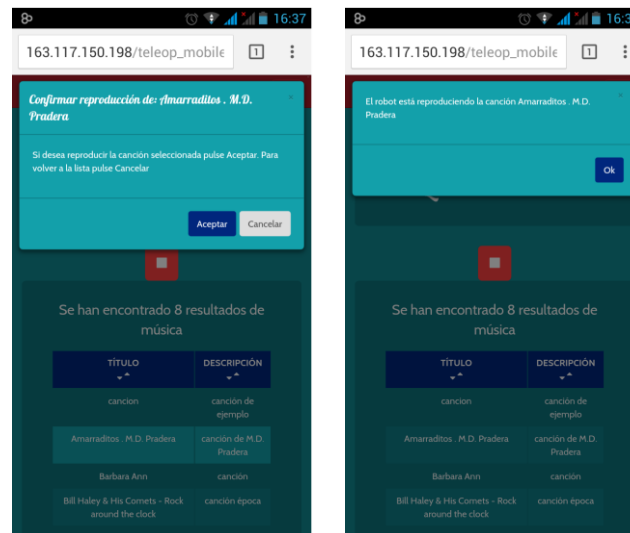 16:37
163.117.150.198/teleop_mobile
1
Confirmar reproducción de: Amarraditos . M.D.
Pradera
×
Si desea reproducir la canción seleccionada pulse Aceptar. Para
volver a la lista pulse Cancelar
Aceptar
Cancelar
Se han encontrado 8 resultados de
música
TÍTULO
DESCRIPCIÓN
cancion
canción de
ejemplo
Amarraditos . M.D. Pradera
canción de M.D.
Pradera
Barbara Ann
canción
Bill Haley & His Comets - Rock
around the clock
canción época
16:3
163.117.150.198/teleop_mobile
1
El robot está reproduciendo la canción Amarraditos . M.D.
Pradera
×
Ok
Se han encontrado 8 resultados de
música
TÍTULO
DESCRIPCIÓN
cancion
canción de
ejemplo
Amarraditos . M.D. Pradera
canción de M.D.
Pradera
Barbara Ann
canción
Bill Haley & His Comets - Rock
around the clock
canción época